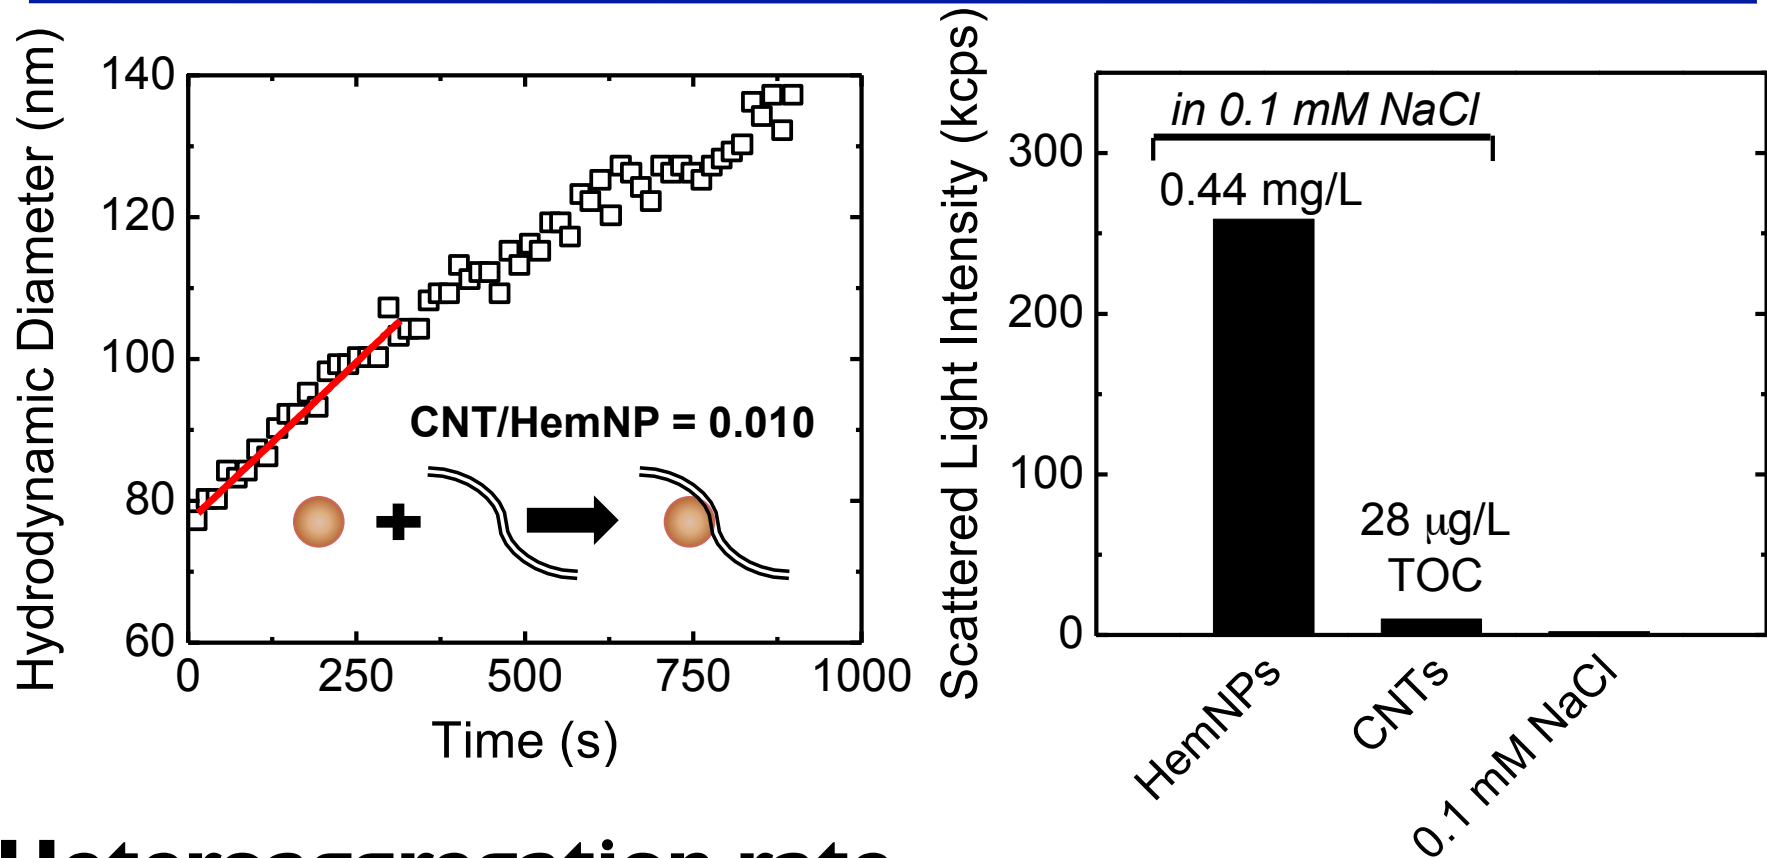 Hydrodynamic Diameter (nm)
140
120
100
80
60
0
250
500
750
1000
Time (s)
CNT/HemNP = 0.010
Scattered Light Intensity (kcps)
300
200
100
0
in 0.1 mM NaCl
0.44 mg/L
28 µg/L
TOC
HemNPs
CNTs
0.1 mM NaCl
Heteroaggregation rate